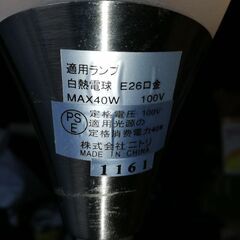 適用ランプ
白熱電球 E26口金
MAX40W 100V
PS
E
定格電圧 100V
適用光源の
定格消費電力40W
株式会社ニトリ
MADE IN CHINA
1161